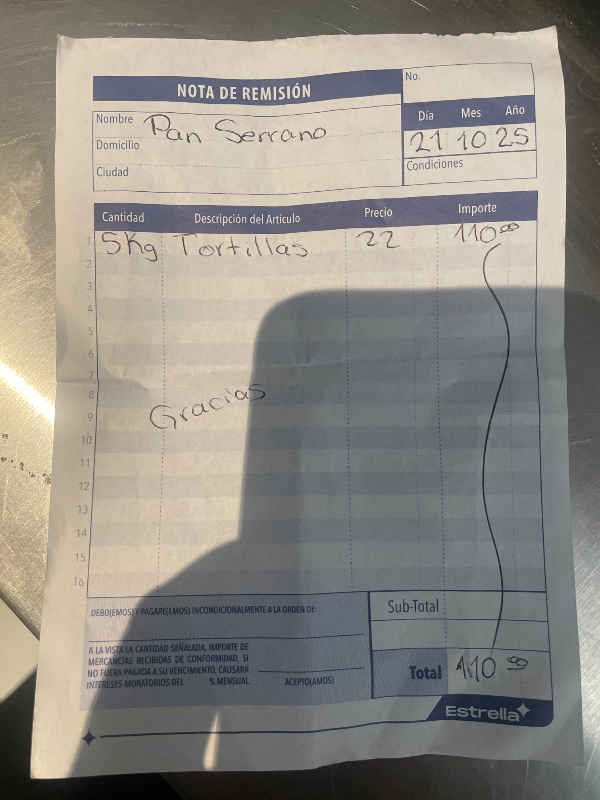 NOTA DE REMISIÓN
No.
Nombre Pan Serrano
Domicilio
Ciudad
Día Mes Año
21 10 25
Condiciones
Cantidad Descripción del Artículo Precio Importe
1 5Kg Tortillas 22 110.00
2
3
4
5
6
7
8
Gracias
9
10
11
12
13
14
15
16
DEBO(EMOS) Y PAGARE(EMOS) INCONDICIONALMENTE A LA ORDEN DE:
A LA VISTA LA CANTIDAD SEÑALADA, IMPORTE DE
MERCANCÍAS RECIBIDAS DE CONFORMIDAD, SI
NO FUERA PAGADA A SU VENCIMIENTO, CAUSARÁ
INTERESES MORATORIOS DEL % MENSUAL. ACEPTO(AMOS)
Sub-Total
Total 110.00
Estrella